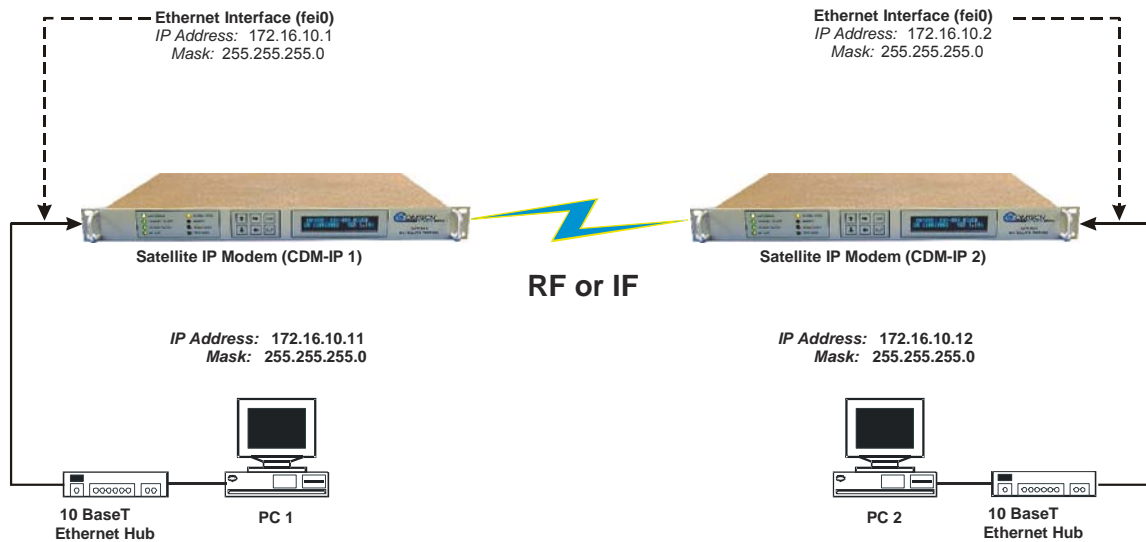 Ethernet Interface (fei0)
IP Address: 172.16.10.1
Mask: 255.255.255.0
Ethernet Interface (fei0)
IP Address: 172.16.10.2
Mask: 255.255.255.0
Satellite IP Modem (CDM-IP 1)
Satellite IP Modem (CDM-IP 2)
RF or IF
IP Address: 172.16.10.11
Mask: 255.255.255.0
IP Address: 172.16.10.12
Mask: 255.255.255.0
10 BaseT
Ethernet Hub
PC 1
PC 2
10 BaseT
Ethernet Hub